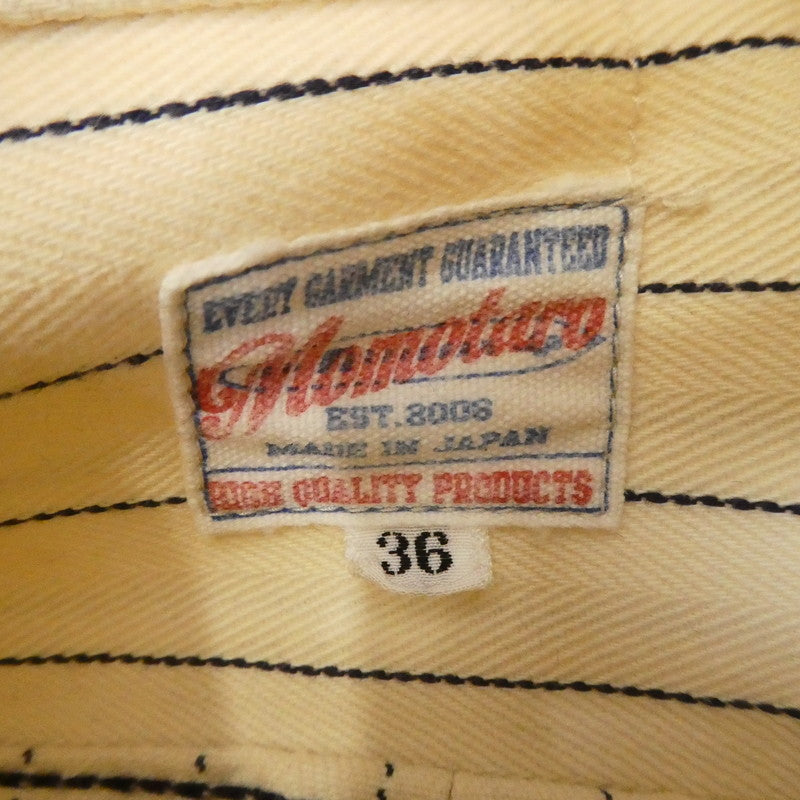 EVERY GARMENT GUARANTEED
Momotaro
EST.2006
MADE IN JAPAN
HIGH QUALITY PRODUCTS
36